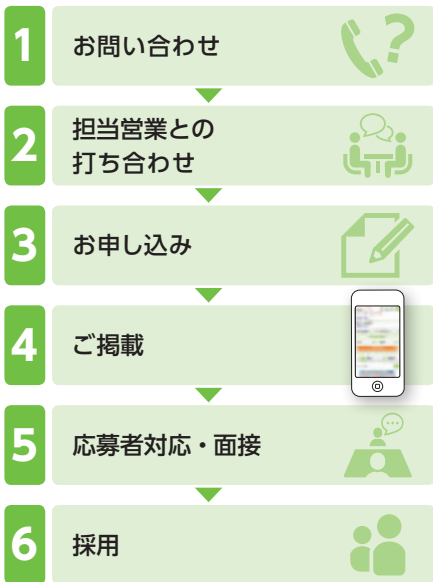 1
お問い合わせ
?
2
担当営業との
打ち合わせ
3
お申し込み
4
ご掲載
5
応募者対応・面接
6
採用